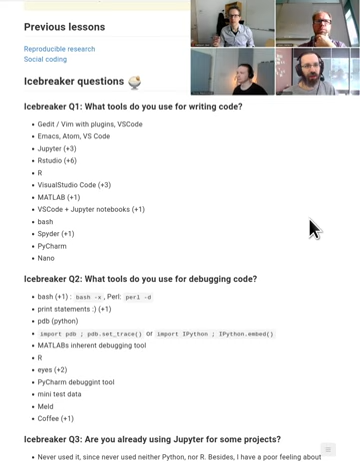 Previous lessons
Reproducible research
Social coding
Icebreaker questions
Icebreaker Q1: What tools do you use for writing code?
Gedit / Vim with plugins, VSCode
Emacs, Atom, VS Code
Jupyter (+3)
Rstudio (+6)
R
VisualStudio Code (+3)
MATLAB (+1)
VSCode + Jupyter notebooks (+1)
bash
Spyder (+1)
PyCharm
Nano
Icebreaker Q2: What tools do you use for debugging code?
bash (+1) : bash -x , Perl: perl -d
print statements :) (+1)
pdb (python)
import pdb ; pdb.set_trace() or import IPython ; IPython.embed()
MATLABs inherent debugging tool
R
eyes (+2)
PyCharm debuggint tool
mini test data
Meld
Coffee (+1)
Icebreaker Q3: Are you already using Jupyter for some projects?
Never used it, since never used neither Python, nor R. Besides, I have a poor feeling about